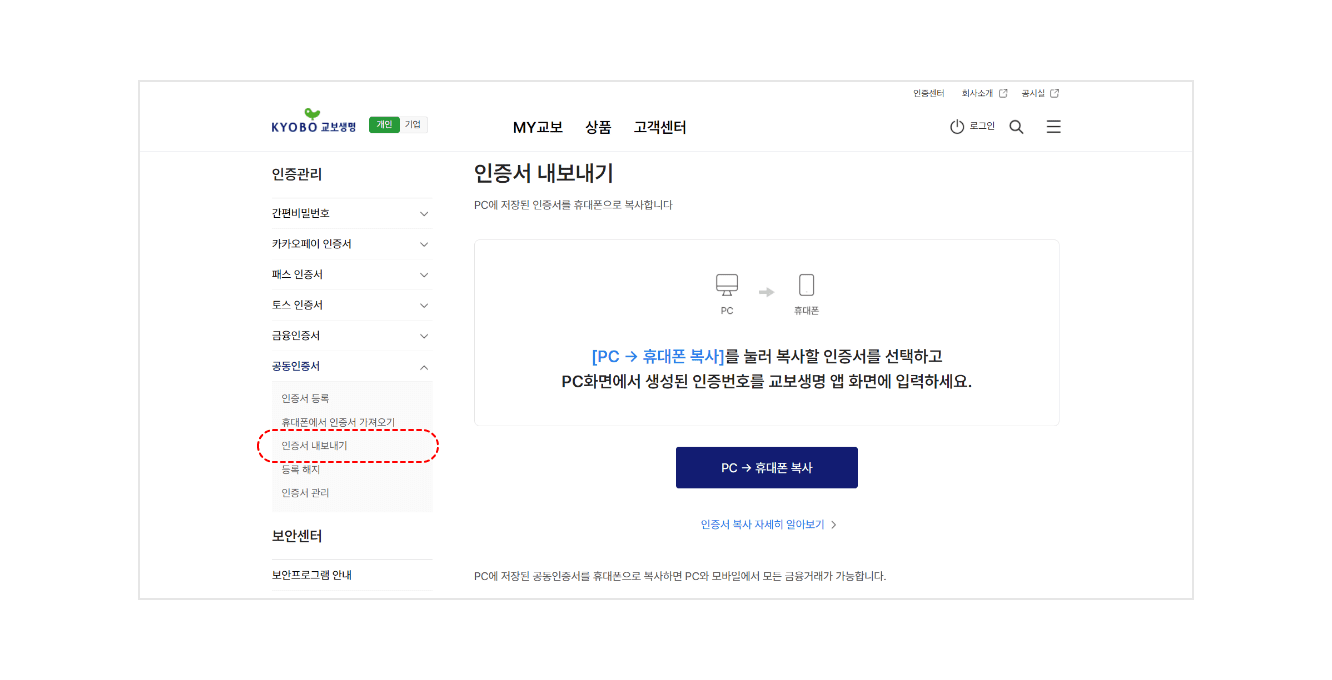 인증센터 회사소개 공시실
KYOBO 교보생명 개인 기업 MY교보 상품 고객센터 로그인
인증관리
간편비밀번호
카카오페이 인증서
패스 인증서
토스 인증서
금융인증서
공동인증서
인증서 등록
휴대폰에서 인증서 가져오기
인증서 내보내기
등록 해지
인증서 관리
보안센터
보안프로그램 안내
인증서 내보내기
PC에 저장된 인증서를 휴대폰으로 복사합니다
PC 휴대폰
[PC → 휴대폰 복사]를 눌러 복사할 인증서를 선택하고
PC화면에서 생성된 인증번호를 교보생명 앱 화면에 입력하세요.
PC → 휴대폰 복사
인증서 복사 자세히 알아보기
PC에 저장된 공동인증서를 휴대폰으로 복사하면 PC와 모바일에서 모든 금융거래가 가능합니다.